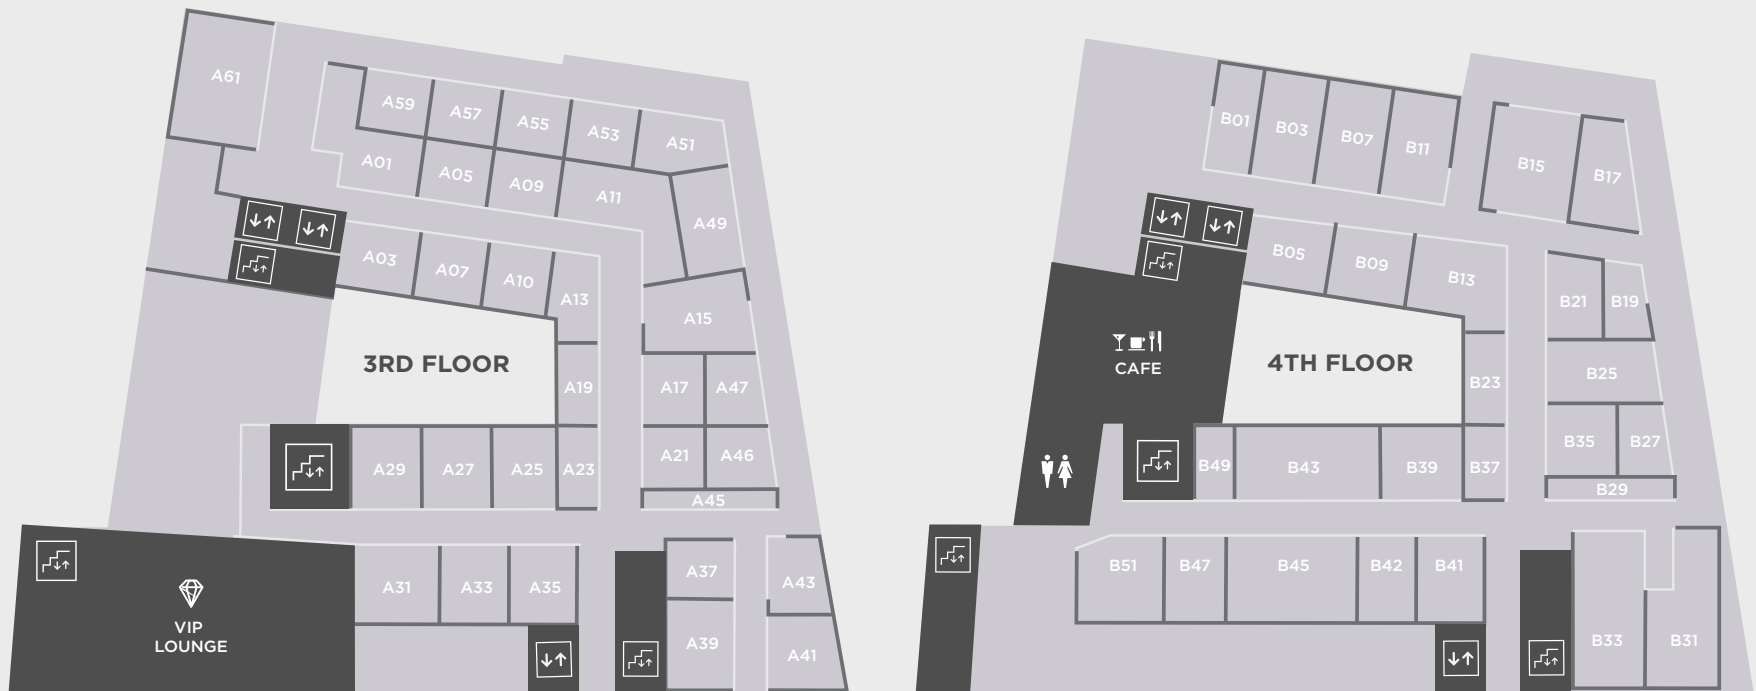 A61
A59
A57
A55
A53
A51
A01
A05
A09
A11
A49
A03
A07
A10
A13
A15
3RD FLOOR
A19
A17
A47
A29
A27
A25
A23
A21
A46
A45
VIP
LOUNGE
A31
A33
A35
A37
A43
A39
A41
B01
B03
B07
B11
B15
B17
B05
B09
B13
B21
B19
CAFE
4TH FLOOR
B23
B25
B49
B43
B39
B37
B35
B27
B29
B51
B47
B45
B42
B41
B33
B31